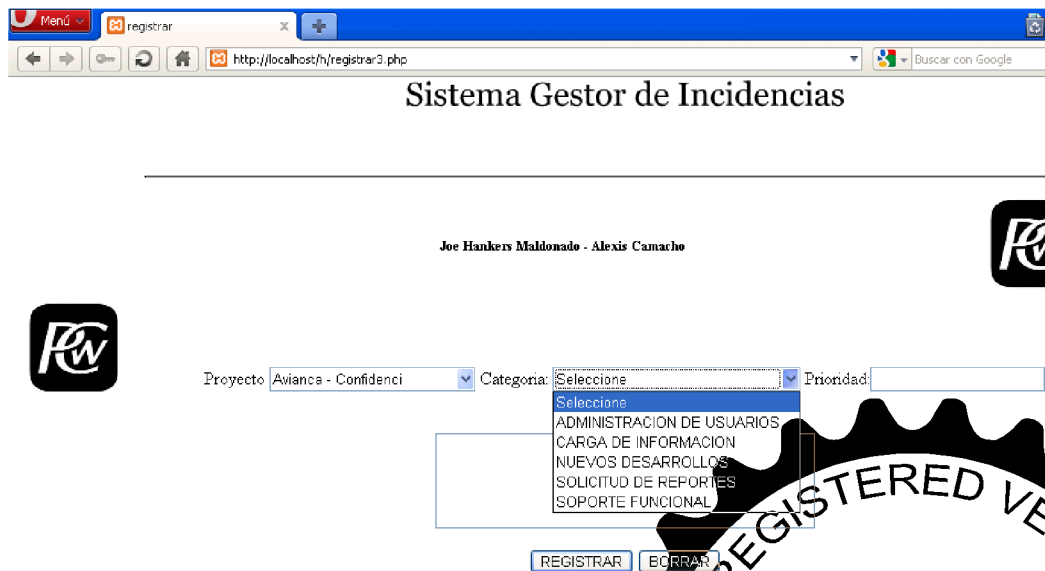 Menú
registrar
http://localhost/h/registrar3.php
Buscar con Google
Sistema Gestor de Incidencias
Joe Hankers Maldonado - Alexis Camacho
PCW
PCW
Proyecto Avianca - Confidenci Categoria: Seleccione Prioridad:
Seleccione
ADMINISTRACION DE USUARIOS
CARGA DE INFORMACION
NUEVOS DESARROLLOS
SOLICITUD DE REPORTES
SOPORTE FUNCIONAL
REGISTRAR BORRAR
REGISTERED VE